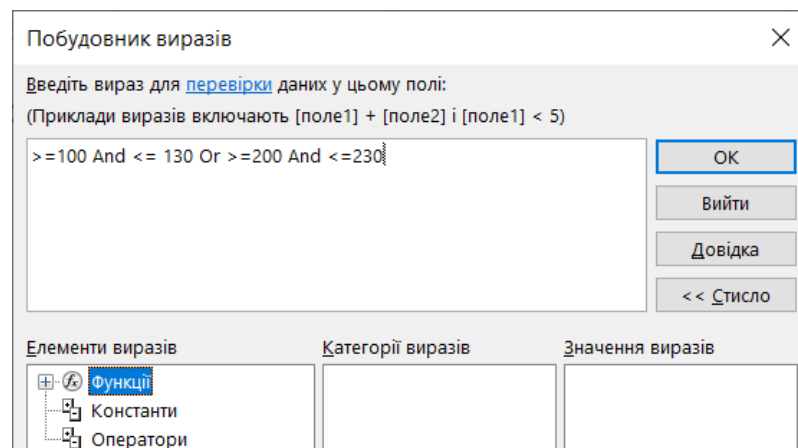 Побудовник виразів
Введіть вираз для перевірки даних у цьому полі:
(Приклади виразів включають [поле1] + [поле2] і [поле1] < 5)
>=100 And <= 130 Or >=200 And <=230
ОК
Вийти
Довідка
<< Стисло
Елементи виразів
Категорії виразів
Значення виразів
Функції
Константи
Оператори